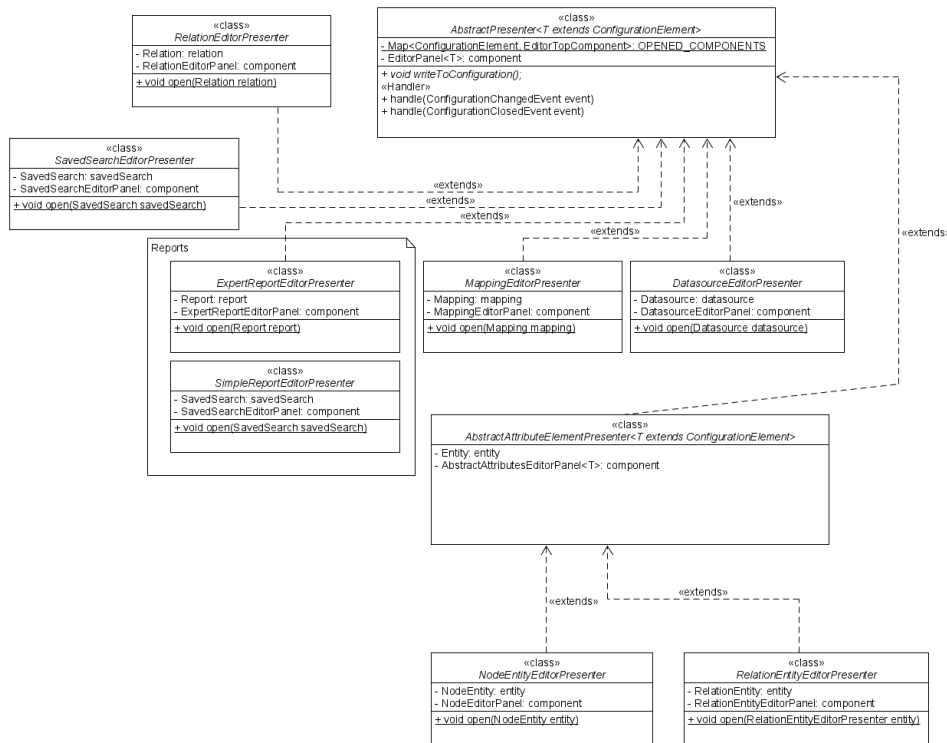 «class»
RelationEditorPresenter
- Relation: relation
- RelationEditorPanel: component
+ void open(Relation relation)
«class»
AbstractPresenter<T extends ConfigurationElement>
- Map<ConfigurationElement, EditorTopComponent>: OPENED_COMPONENTS
- EditorPanel<T>: component
+ void writeToConfiguration();
«Handler»
+ handle(ConfigurationChangedEvent event)
+ handle(ConfigurationClosedEvent event)
«class»
SavedSearchEditorPresenter
- SavedSearch: savedSearch
- SavedSearchEditorPanel: component
+ void open(SavedSearch savedSearch)
«extends»
«extends»
«extends»
«extends»
«extends»
«extends»
Reports
«class»
ExpertReportEditorPresenter
- Report: report
- ExpertReportEditorPanel: component
+ void open(Report report)
«class»
MappingEditorPresenter
- Mapping: mapping
- MappingEditorPanel: component
+ void open(Mapping mapping)
«class»
DatasourceEditorPresenter
- Datasource: datasource
- DatasourceEditorPanel: component
+ void open(Datasource datasource)
«class»
SimpleReportEditorPresenter
- SavedSearch: savedSearch
- SavedSearchEditorPanel: component
+ void open(SavedSearch savedSearch)
«class»
AbstractAttributeElementPresenter<T extends ConfigurationElement>
- Entity: entity
- AbstractAttributesEditorPanel<T>: component
«extends»
«extends»
«class»
NodeEntityEditorPresenter
- NodeEntity: entity
- NodeEditorPanel: component
+ void open(NodeEntity entity)
«class»
RelationEntityEditorPresenter
- RelationEntity: entity
- RelationEntityEditorPanel: component
+ void open(RelationEntityEditorPresenter entity)